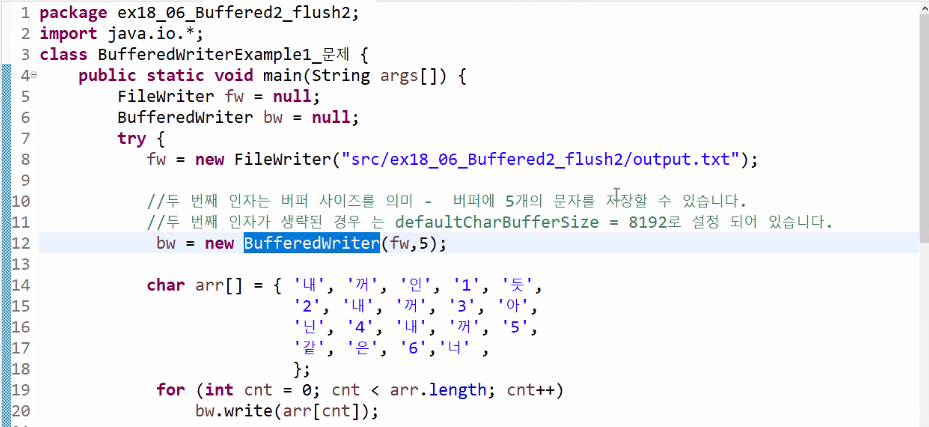 1 package ex18_06_Buffered2_flush2;
2 import java.io.*;
3 class BufferedWriterExample1_문제 {
4 public static void main(String args[]) {
5 FileWriter fw = null;
6 BufferedWriter bw = null;
7 try {
8 fw = new FileWriter("src/ex18_06_Buffered2_flush2/output.txt");
9
10 //두 번째 인자는 버퍼 사이즈를 의미 - 버퍼에 5개의 문자를 저장할 수 있습니다.
11 //두 번째 인자가 생략된 경우 는 defaultCharBufferSize = 8192로 설정 되어 있습니다.
12 bw = new BufferedWriter(fw,5);
13
14 char arr[] = { '내', '꺼', '인', '1', '듯',
15 '2', '내', '꺼', '3', '아',
16 '닌', '4', '내', '꺼', '5',
17 '같', '은', '6','너' ,
18 };
19 for (int cnt = 0; cnt < arr.length; cnt++)
20 bw.write(arr[cnt]);